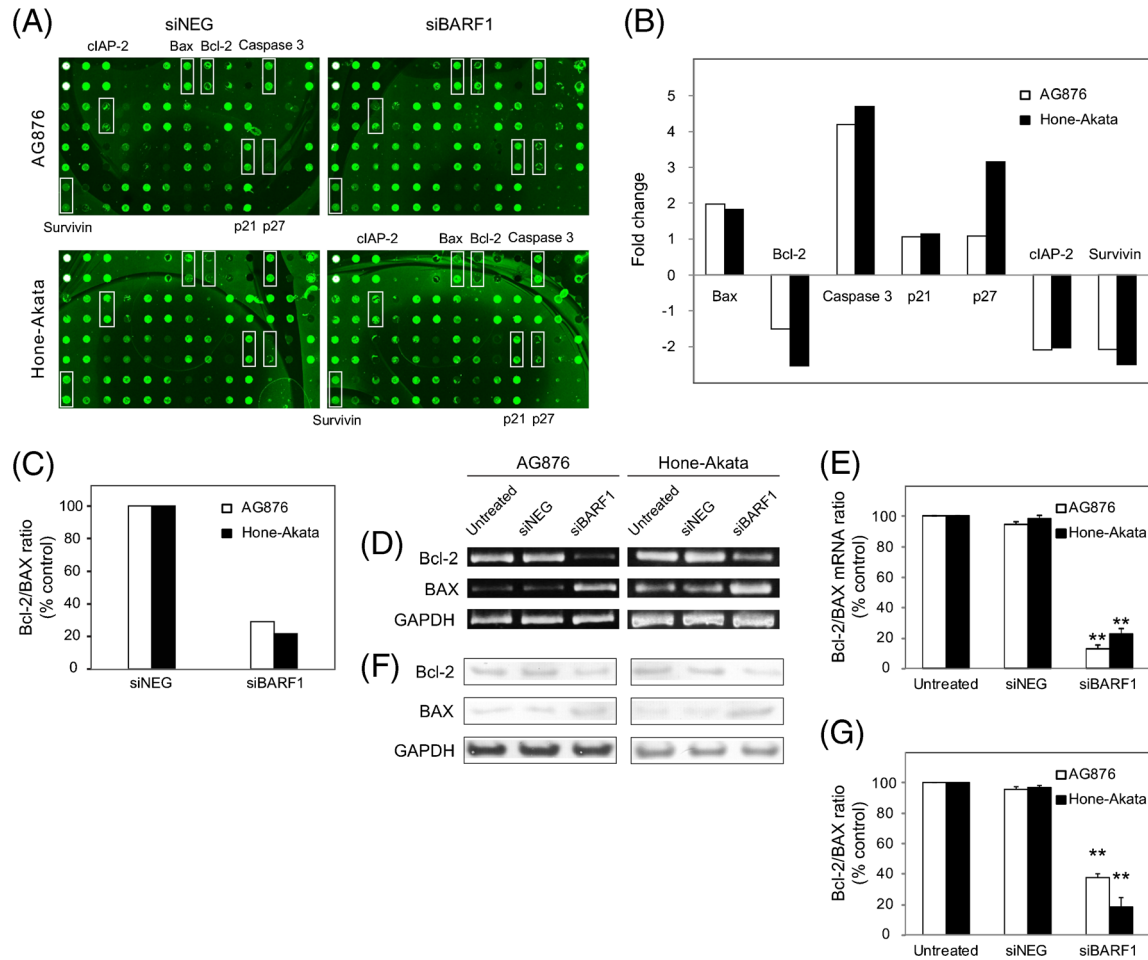 (A)
siNEG
siBARF1
cIAP-2
Bax
Bcl-2
Caspase 3
AG876
Survivin
p21
p27
cIAP-2
Bax
Bcl-2
Caspase 3
Hone-Akata
Survivin
p21
p27
(B)
AG876
Hone-Akata
Fold change
5
4
3
2
1
0
-1
-2
Bax
Bcl-2
Caspase 3
p21
p27
cIAP-2
Survivin
(C)
AG876
Hone-Akata
Bcl-2/BAX ratio
(% control)
100
80
60
40
20
0
siNEG
siBARF1
AG876
Hone-Akata
Untreated
siNEG
siBARF1
Untreated
siNEG
siBARF1
(D)
Bcl-2
BAX
GAPDH
(E)
AG876
Hone-Akata
Bcl-2/BAX mRNA ratio
(% control)
100
80
60
40
20
0
**
**
Untreated
siNEG
siBARF1
(F)
Bcl-2
BAX
GAPDH
(G)
AG876
Hone-Akata
Bcl-2/BAX ratio
(% control)
100
80
60
40
20
0
**
**
Untreated
siNEG
siBARF1